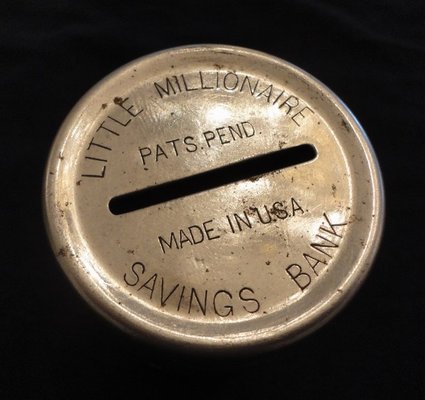 LITTLE MILLIONAIRE
PATS. PEND.
MADE IN U.S.A.
SAVINGS BANK